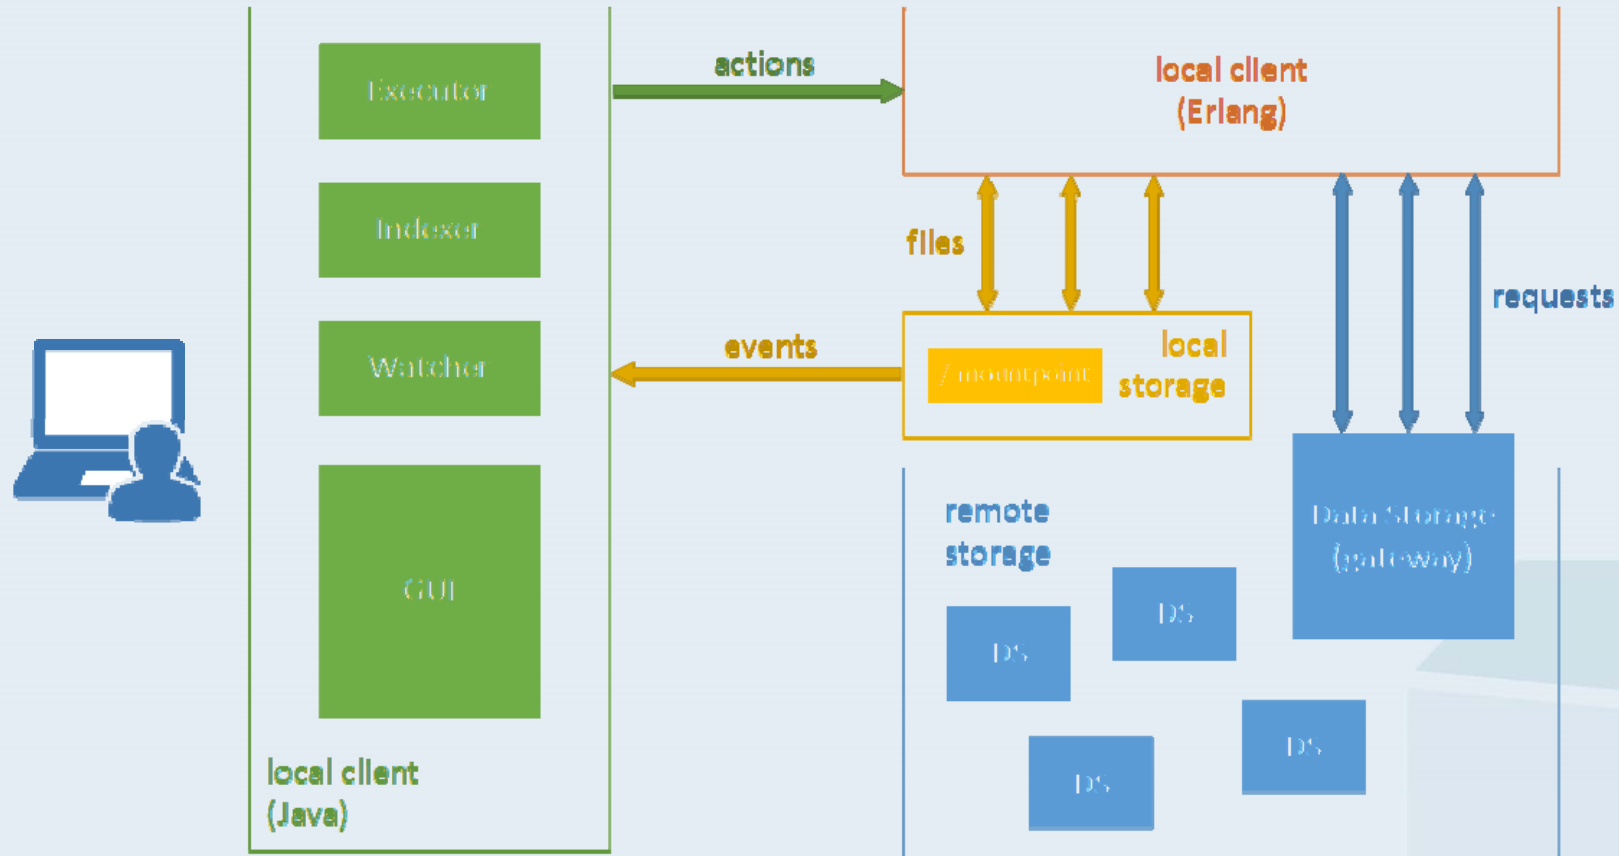 Executor
Indexer
Watcher
GUI
local client
(Java)
actions
events
local client
(Erlang)
files
requests
/ mountpoint
local
storage
remote
storage
Data Storage
(gateway)
DS
DS
DS
DS